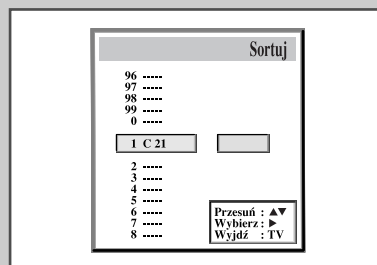 Sortuj
96 -----
97 -----
98 -----
99 -----
0 -----
1 C 21
2 -----
3 -----
4 -----
5 -----
6 -----
7 -----
8 -----
Przesuń : ▲▼
Wybierz : ▶
Wyjdź : TV